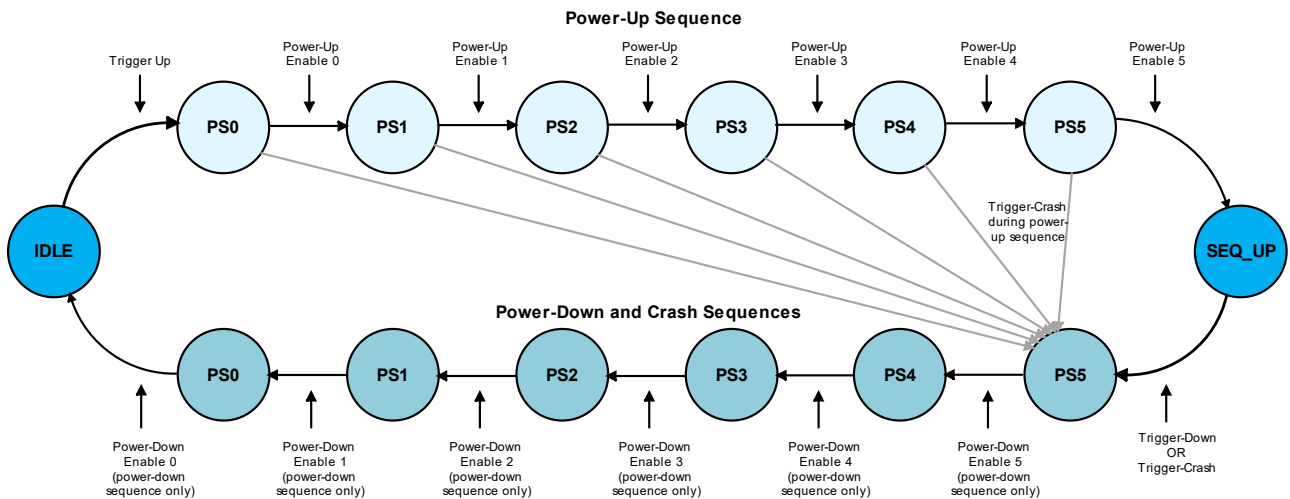 Power-Up Sequence
Trigger Up
Power-Up
Enable 0
Power-Up
Enable 1
Power-Up
Enable 2
Power-Up
Enable 3
Power-Up
Enable 4
Power-Up
Enable 5
PS0
PS1
PS2
PS3
PS4
PS5
Trigger-Crash
during power-
up sequence
IDLE
SEQ_UP
Power-Down and Crash Sequences
PS0
PS1
PS2
PS3
PS4
PS5
Power-Down
Enable 0
(power-down
sequence only)
Power-Down
Enable 1
(power-down
sequence only)
Power-Down
Enable 2
(power-down
sequence only)
Power-Down
Enable 3
(power-down
sequence only)
Power-Down
Enable 4
(power-down
sequence only)
Power-Down
Enable 5
(power-down
sequence only)
Trigger-Down
OR
Trigger-Crash